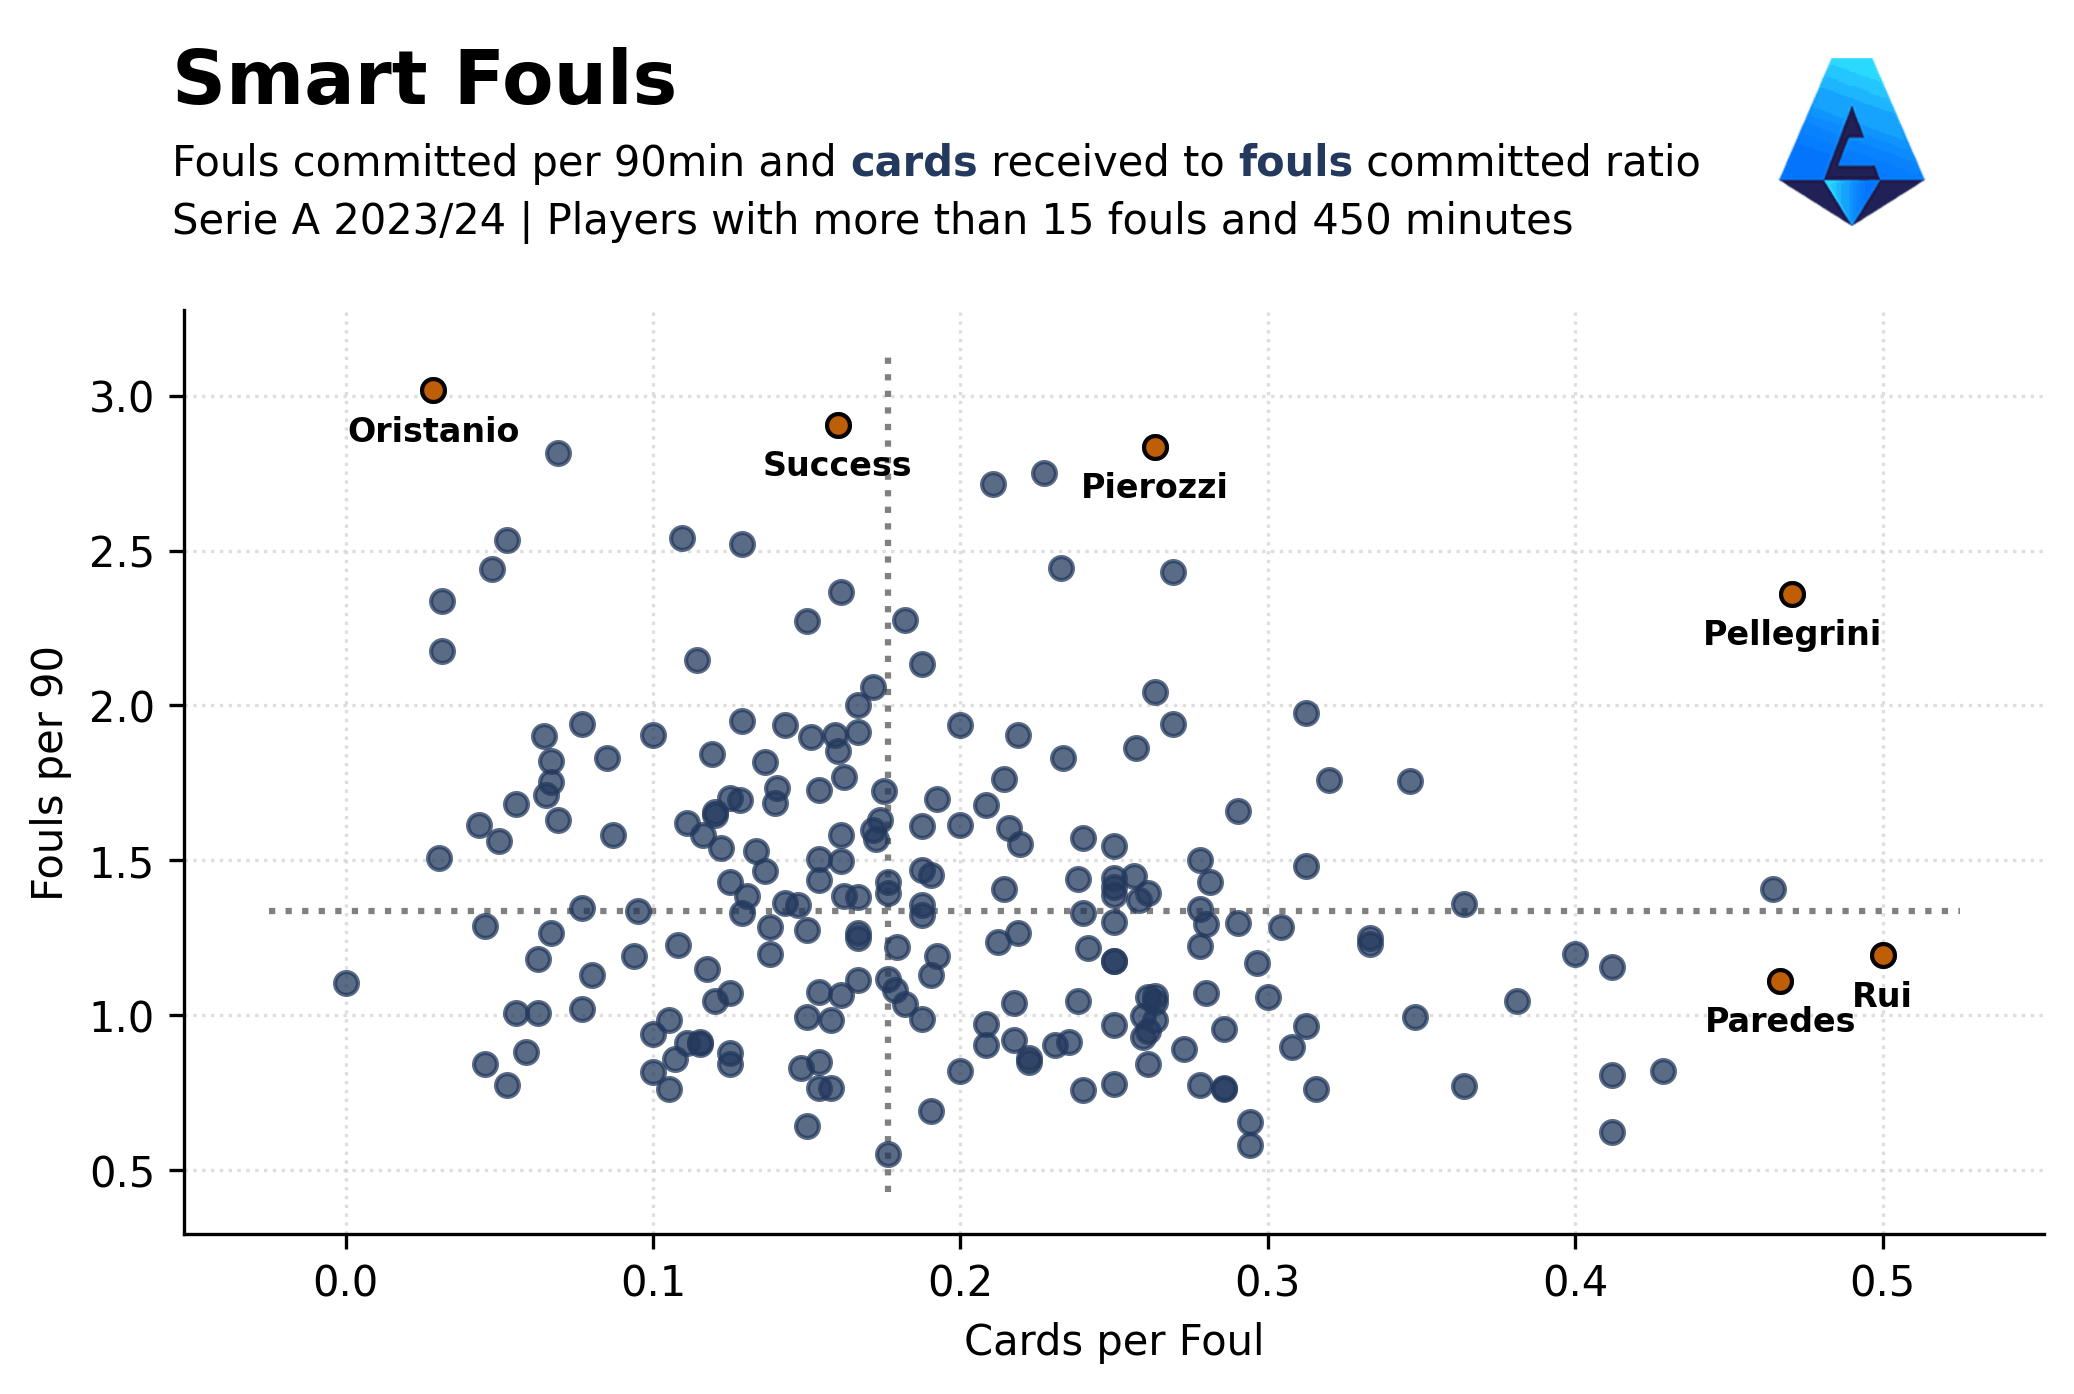 Smart Fouls
Fouls committed per 90min and cards received to fouls committed ratio
Serie A 2023/24 | Players with more than 15 fouls and 450 minutes
Fouls per 90
3.0
2.5
2.0
1.5
1.0
0.5
Oristanio
Success
Pierozzi
Pellegrini
Rui
Paredes
0.0
0.1
0.2
0.3
0.4
0.5
Cards per Foul